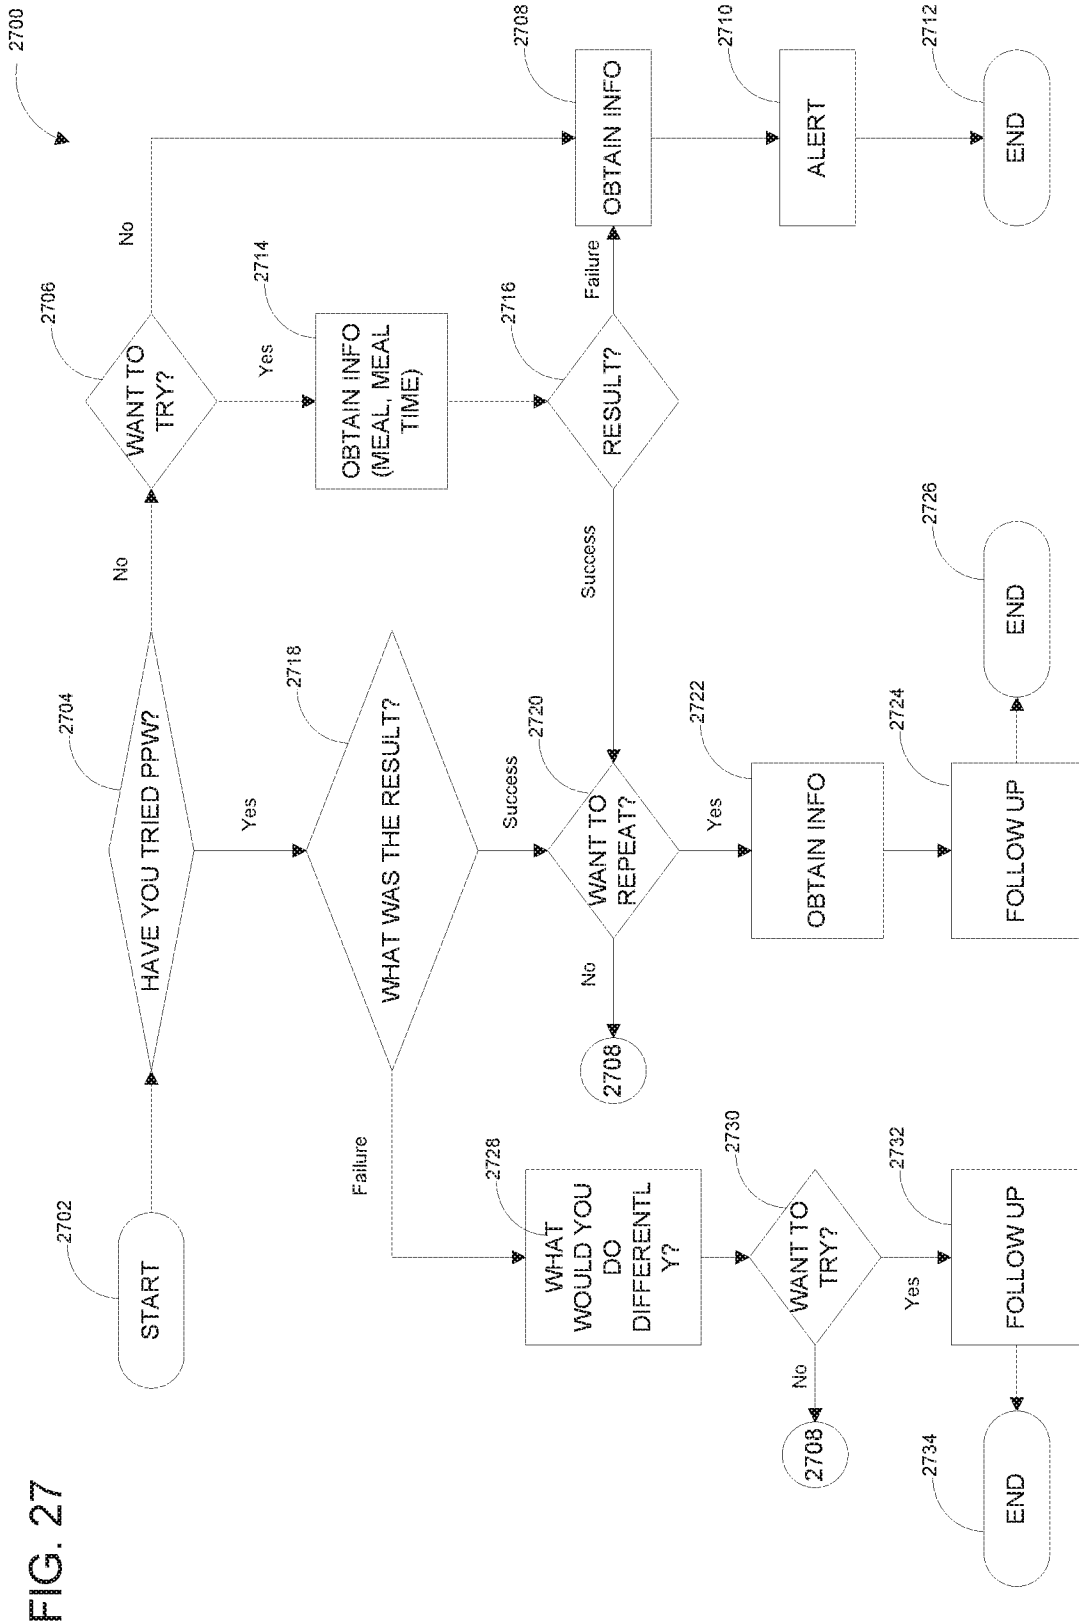 FIG. 27
2700
2702
START
2704
HAVE YOU TRIED PPW?
No
2706
WANT TO
TRY?
No
Yes
Yes
2714
OBTAIN INFO
(MEAL, MEAL
TIME)
2718
WHAT WAS THE RESULT?
Failure
Success
2716
RESULT?
Success
Failure
2708
OBTAIN INFO
2728
WHAT
WOULD YOU
DO
DIFFERENTL
Y?
2720
WANT TO
REPEAT?
No
2708
Yes
2710
ALERT
2730
WANT TO
TRY?
No
2708
Yes
2722
OBTAIN INFO
2712
END
2732
FOLLOW UP
2734
END
2724
FOLLOW UP
2726
END